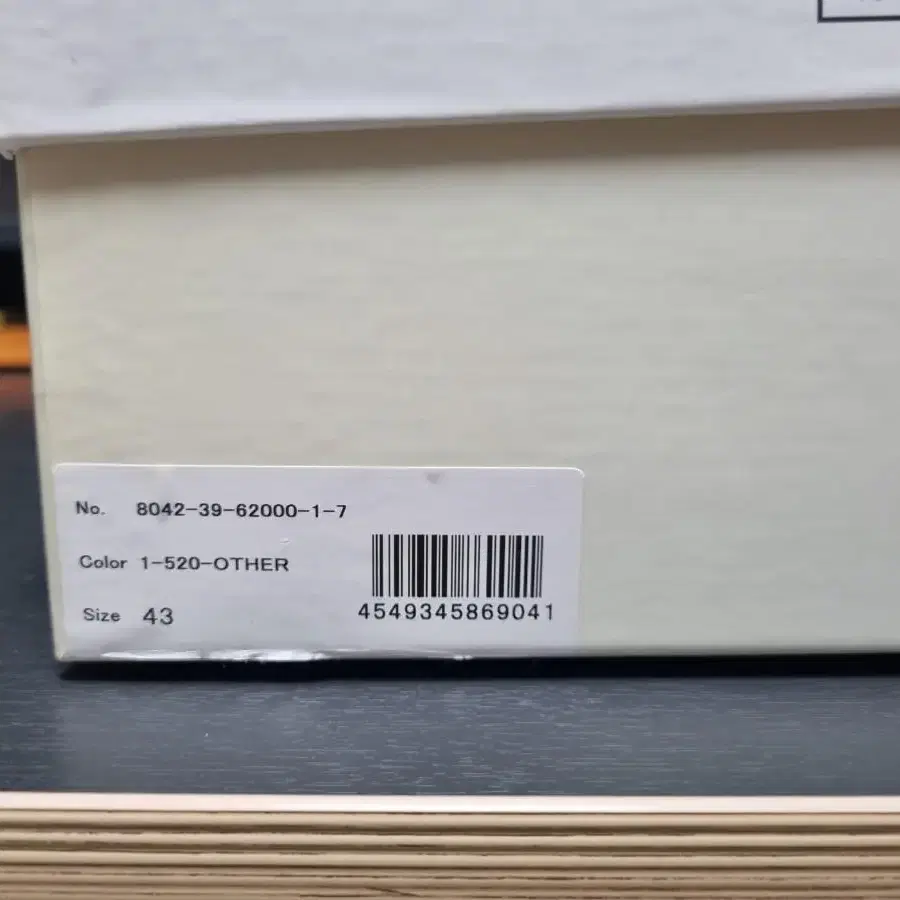 No. 8042-39-62000-1-7
Color 1-520-OTHER
Size 43
4549345869041